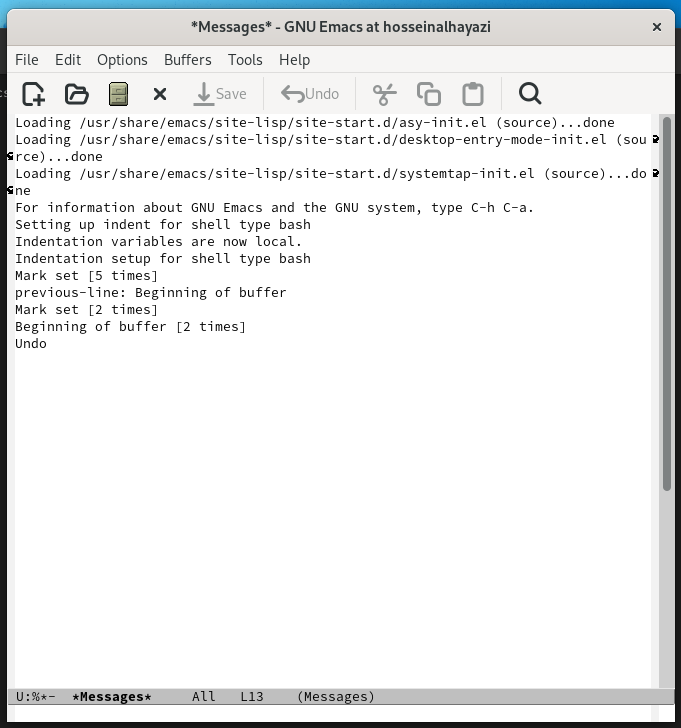 *Messages* - GNU Emacs at hosseinalhayazi
File Edit Options Buffers Tools Help
Save Undo
Loading /usr/share/emacs/site-lisp/site-start.d/asy-init.el (source)...done
Loading /usr/share/emacs/site-lisp/site-start.d/desktop-entry-mode-init.el (sou
rce)...done
Loading /usr/share/emacs/site-lisp/site-start.d/systemtap-init.el (source)...do
ne
For information about GNU Emacs and the GNU system, type C-h C-a.
Setting up indent for shell type bash
Indentation variables are now local.
Indentation setup for shell type bash
Mark set [5 times]
previous-line: Beginning of buffer
Mark set [2 times]
Beginning of buffer [2 times]
Undo
U:%*- *Messages* All L13 (Messages)